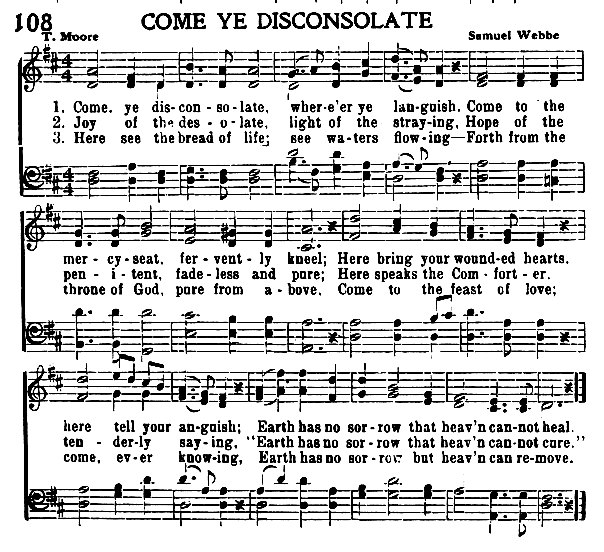 108 COME YE DISCONSOLATE
T. Moore Samuel Webbe
1. Come, ye dis - con - so - late, wher - e'er ye lan - guish, Come to the
2. Joy of the des - o - late, light of the stray - ing, Hope of the
3. Here see the bread of life; see wa - ters flow - ing—Forth from the
mer - cy - seat, fer - vent - ly kneel; Here bring your wound - ed hearts,
pen - i - tent, fade - less and pure; Here speaks the Com - fort - er,
throne of God, pure from a - bove, Come to the feast of love;
here tell your an - guish; Earth has no sor - row that heav'n can - not heal.
ten - der - ly say - ing, "Earth has no sor - row that heav'n can - not cure."
come, ev - er know - ing, Earth has no sor - row but heav'n can re - move.